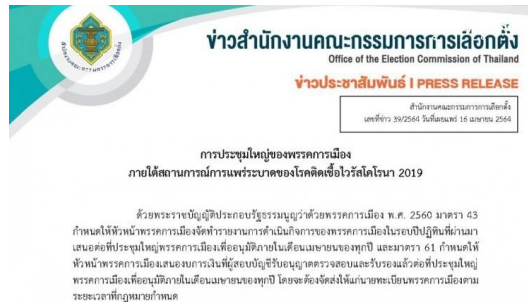 ข่าวสำนักงานคณะกรรมการการเลือกตั้ง
Office of the Election Commission of Thailand
ข่าวประชาสัมพันธ์ | PRESS RELEASE
สำนักงานคณะกรรมการการเลือกตั้ง
เลขที่ข่าว 39/2564 วันที่เผยแพร่ 16 เมษายน 2564
การประชุมใหญ่ของพรรคการเมือง
ภายใต้สถานการณ์การแพร่ระบาดของโรคติดเชื้อไวรัสโคโรนา 2019
ด้วยพระราชบัญญัติประกอบรัฐธรรมนูญว่าด้วยพรรคการเมือง พ.ศ. 2560 มาตรา 43
กำหนดให้หัวหน้าพรรคการเมืองจัดทำรายงานการดำเนินกิจการของพรรคการเมืองในรอบปีปฏิทินที่ผ่านมา
เสนอต่อที่ประชุมใหญ่พรรคการเมืองเพื่ออนุมัติภายในเดือนเมษายนของทุกปี และมาตรา 61 กำหนดให้
หัวหน้าพรรคการเมืองเสนองบการเงินที่ผู้สอบบัญชีรับอนุญาตตรวจสอบและรับรองแล้วต่อที่ประชุมใหญ่
พรรคการเมืองเพื่ออนุมัติภายในเดือนเมษายนของทุกปี โดยจะต้องจัดส่งให้แก่นายทะเบียนพรรคการเมืองตาม
ระยะเวลาที่กฎหมายกำหนด